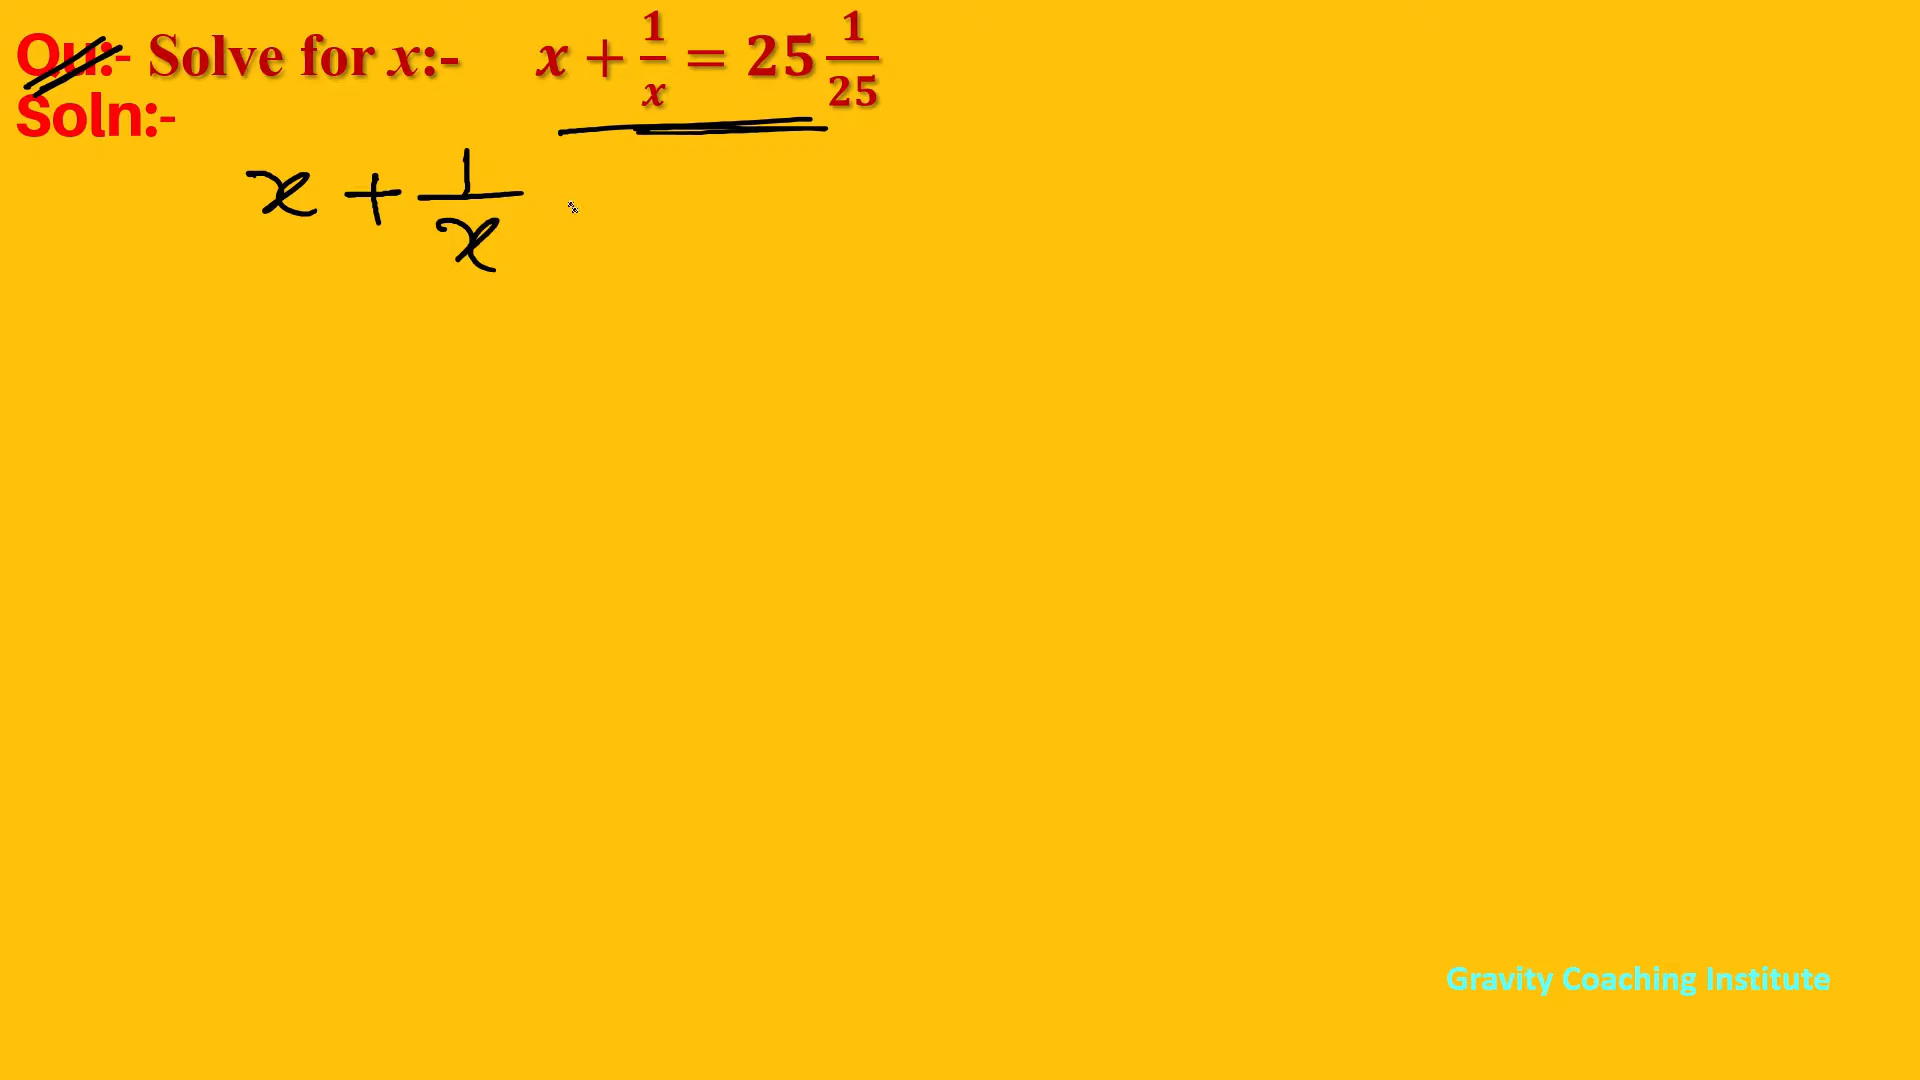 Qu:- Solve for x:- x + 1/x = 25 1/25
Soln:-
x + 1/x
Gravity Coaching Institute